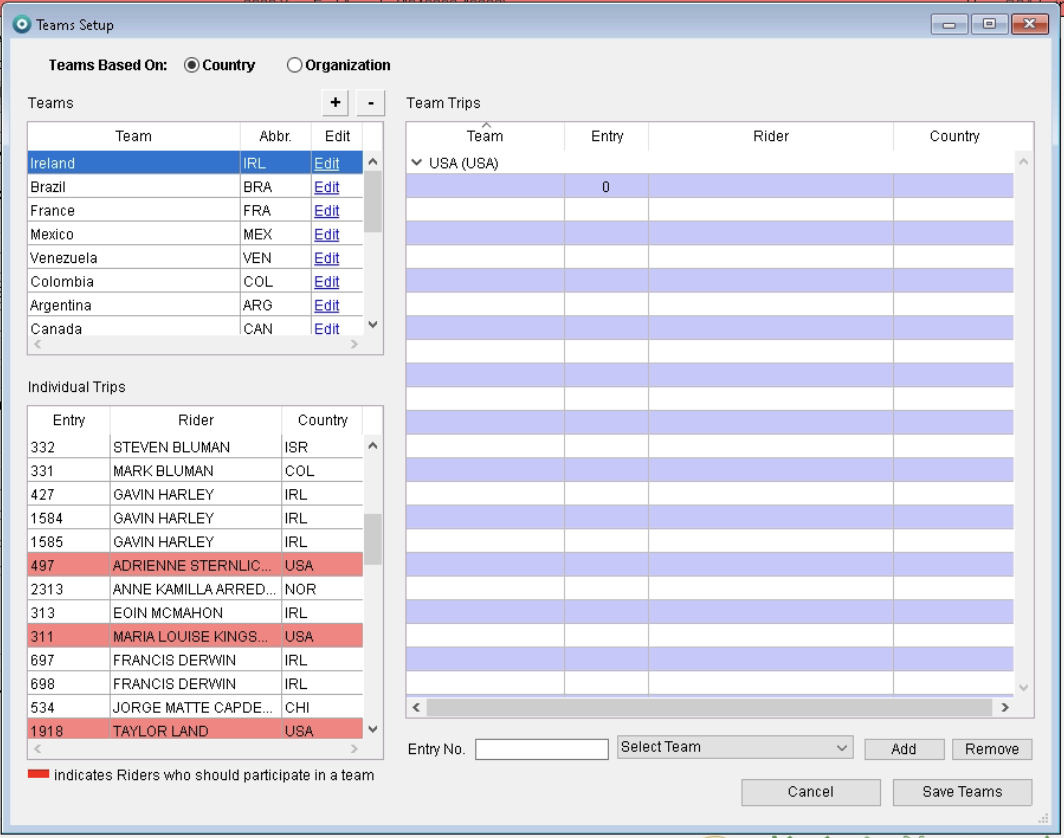 Teams Setup
Teams Based On: Country Organization
Teams + -
Team Abbr. Edit
Ireland IRL Edit
Brazil BRA Edit
France FRA Edit
Mexico MEX Edit
Venezuela VEN Edit
Colombia COL Edit
Argentina ARG Edit
Canada CAN Edit
Individual Trips
Entry Rider Country
332 STEVEN BLUMAN ISR
331 MARK BLUMAN COL
427 GAVIN HARLEY IRL
1584 GAVIN HARLEY IRL
1585 GAVIN HARLEY IRL
497 ADRIENNE STERNLIC... USA
2313 ANNE KAMILLA ARRED... NOR
313 EOIN MCMAHON IRL
311 MARIA LOUISE KINGS... USA
697 FRANCIS DERWIN IRL
698 FRANCIS DERWIN IRL
534 JORGE MATTE CAPDE... CHI
1918 TAYLOR LAND USA
indicates Riders who should participate in a team
Team Trips
Team Entry Rider Country
USA (USA)
0
Entry No. Select Team Add Remove
Cancel Save Teams